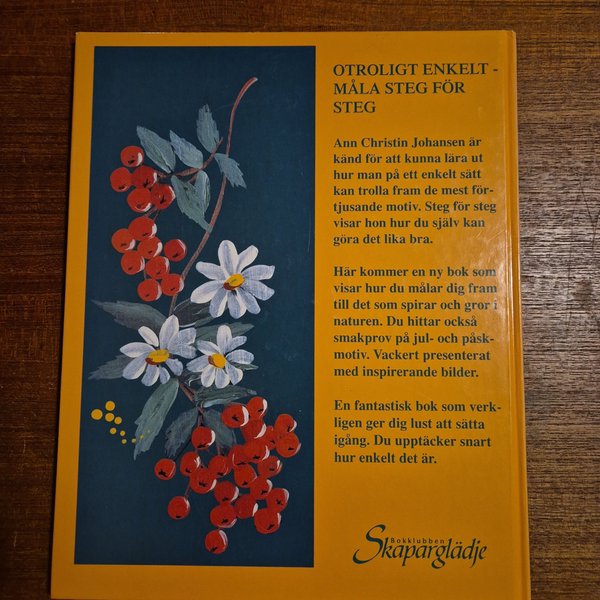 OTROLIGT ENKELT -
MÅLA STEG FÖR
STEG
Ann Christin Johansen är
känd för att kunna lära ut
hur man på ett enkelt sätt
kan trolla fram de mest för-
tjusande motiv. Steg för steg
visar hon hur du själv kan
göra det lika bra.
Här kommer en ny bok som
visar hur du målar dig fram
till det som spirar och gror i
naturen. Du hittar också
smakprov på jul- och påsk-
motiv. Vackert presenterat
med inspirerande bilder.
En fantastisk bok som verk-
ligen ger dig lust att sätta
igång. Du upptäcker snart
hur enkelt det är.
Bokklubben
Skaparglädje